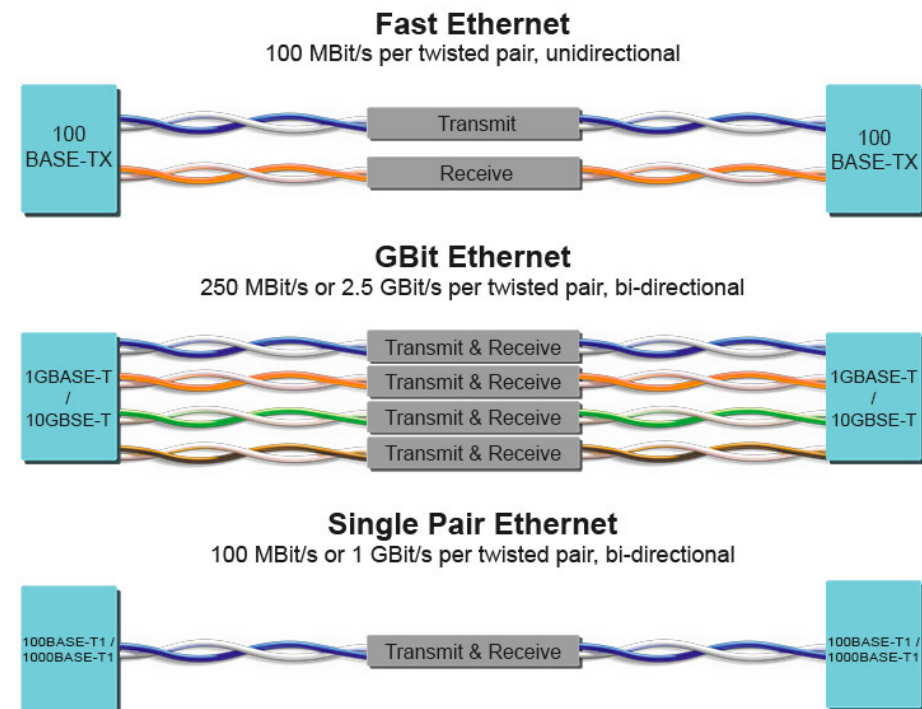 Fast Ethernet
100 MBit/s per twisted pair, unidirectional
100
BASE-TX
Transmit
Receive
100
BASE-TX
GBit Ethernet
250 MBit/s or 2.5 GBit/s per twisted pair, bi-directional
1GBASE-T
/
10GBSE-T
Transmit & Receive
Transmit & Receive
Transmit & Receive
Transmit & Receive
1GBASE-T
/
10GBSE-T
Single Pair Ethernet
100 MBit/s or 1 GBit/s per twisted pair, bi-directional
100BASE-T1 /
1000BASE-T1
Transmit & Receive
100BASE-T1 /
1000BASE-T1